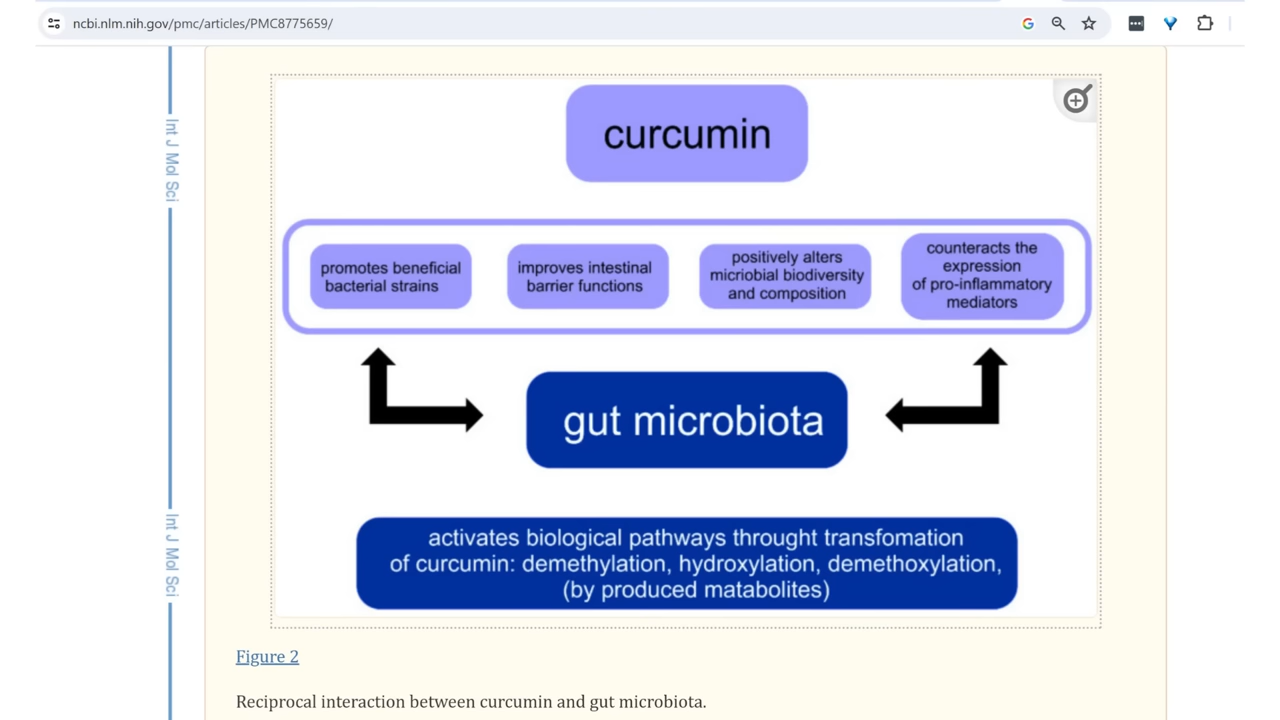 ncbi.nlm.nih.gov/pmc/articles/PMC8775659/
Int J Mol Sci
Int J Mol Sci
curcumin
promotes beneficial
bacterial strains
improves intestinal
barrier functions
positively alters
micriobial biodiversity
and composition
counteracts the
expression
of pro-inflammatory
mediators
gut microbiota
activates biological pathways throught transfomation
of curcumin: demethylation, hydroxylation, demethoxylation,
(by produced matabolites)
Figure 2
Reciprocal interaction between curcumin and gut microbiota.